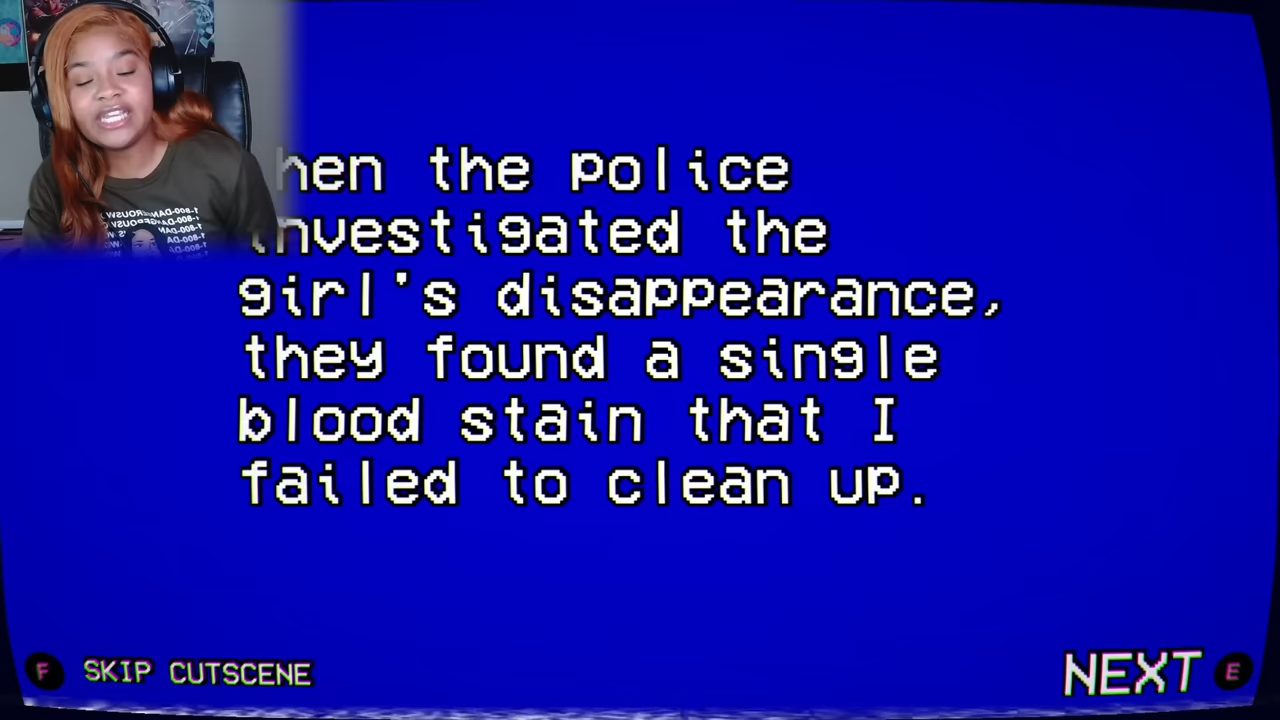 hen the police
investigated the
girl's disappearance,
they found a single
blood stain that I
failed to clean up.
F SKIP CUTSCENE
NEXT E